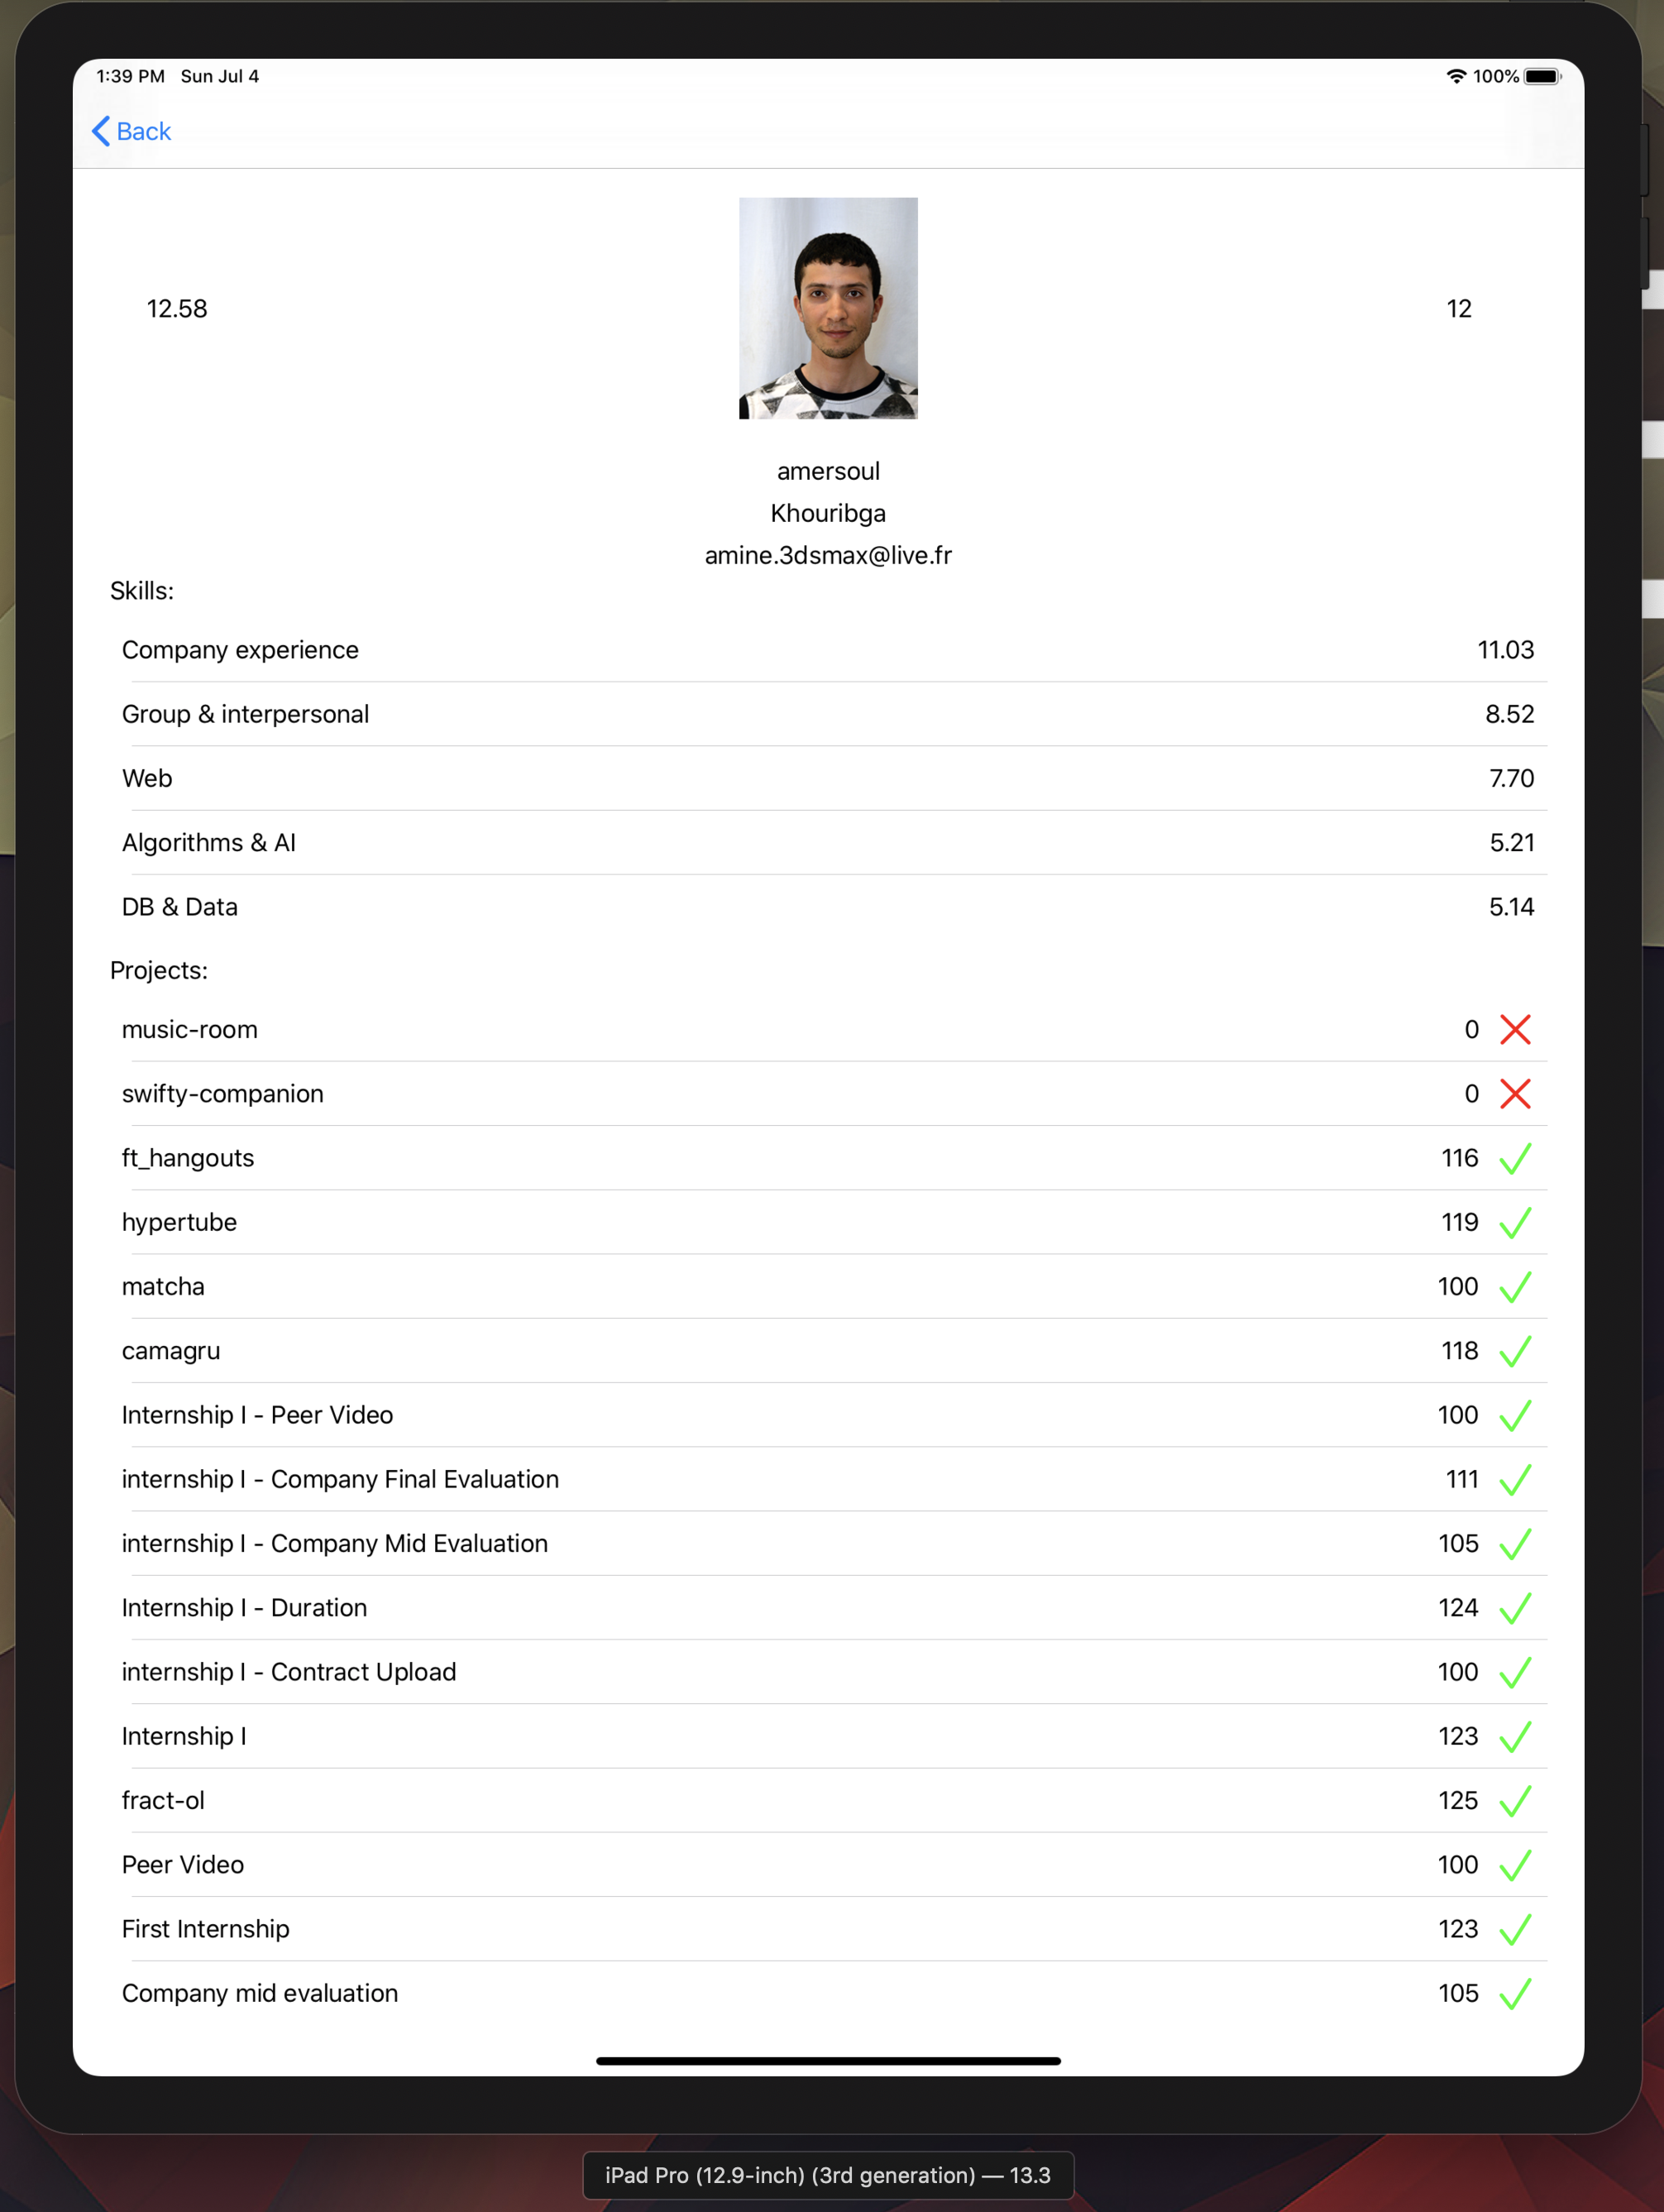 1:39 PM Sun Jul 4 100%
Back
12.58 12
amersoul
Khouribga
amine.3dsmax@live.fr
Skills:
Company experience 11.03
Group & interpersonal 8.52
Web 7.70
Algorithms & AI 5.21
DB & Data 5.14
Projects:
music-room 0
swifty-companion 0
ft_hangouts 116
hypertube 119
matcha 100
camagru 118
Internship I - Peer Video 100
internship I - Company Final Evaluation 111
internship I - Company Mid Evaluation 105
Internship I - Duration 124
internship I - Contract Upload 100
Internship I 123
fract-ol 125
Peer Video 100
First Internship 123
Company mid evaluation 105
iPad Pro (12.9-inch) (3rd generation) — 13.3